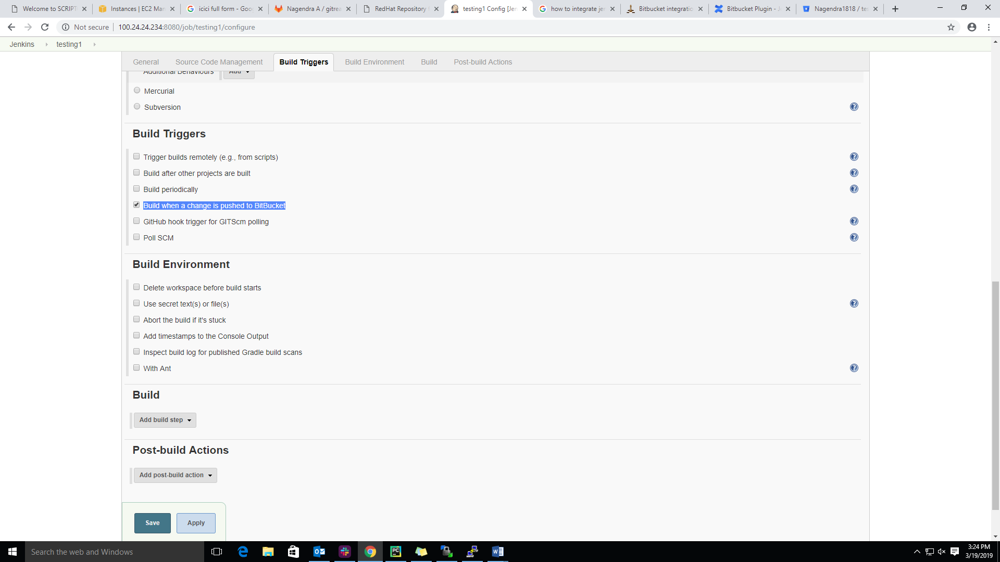 Welcome to SCRIPT
Instances | EC2 Man
icici full form - Goo
Nagendra A / gitrea
RedHat Repository
testing1 Config [Jen
how to integrate je
Bitbucket integratio
Bitbucket Plugin - J
Nagendra1818 / te
Not secure
100.24.24.234:8080/job/testing1/configure
Jenkins
testing1
General
Source Code Management
Build Triggers
Build Environment
Build
Post-build Actions
Additional Behaviours
Add
Mercurial
Subversion
Build Triggers
Trigger builds remotely (e.g., from scripts)
Build after other projects are built
Build periodically
Build when a change is pushed to BitBucket
GitHub hook trigger for GITScm polling
Poll SCM
Build Environment
Delete workspace before build starts
Use secret text(s) or file(s)
Abort the build if it's stuck
Add timestamps to the Console Output
Inspect build log for published Gradle build scans
With Ant
Build
Add build step
Post-build Actions
Add post-build action
Save
Apply
Search the web and Windows
3:24 PM
3/19/2019